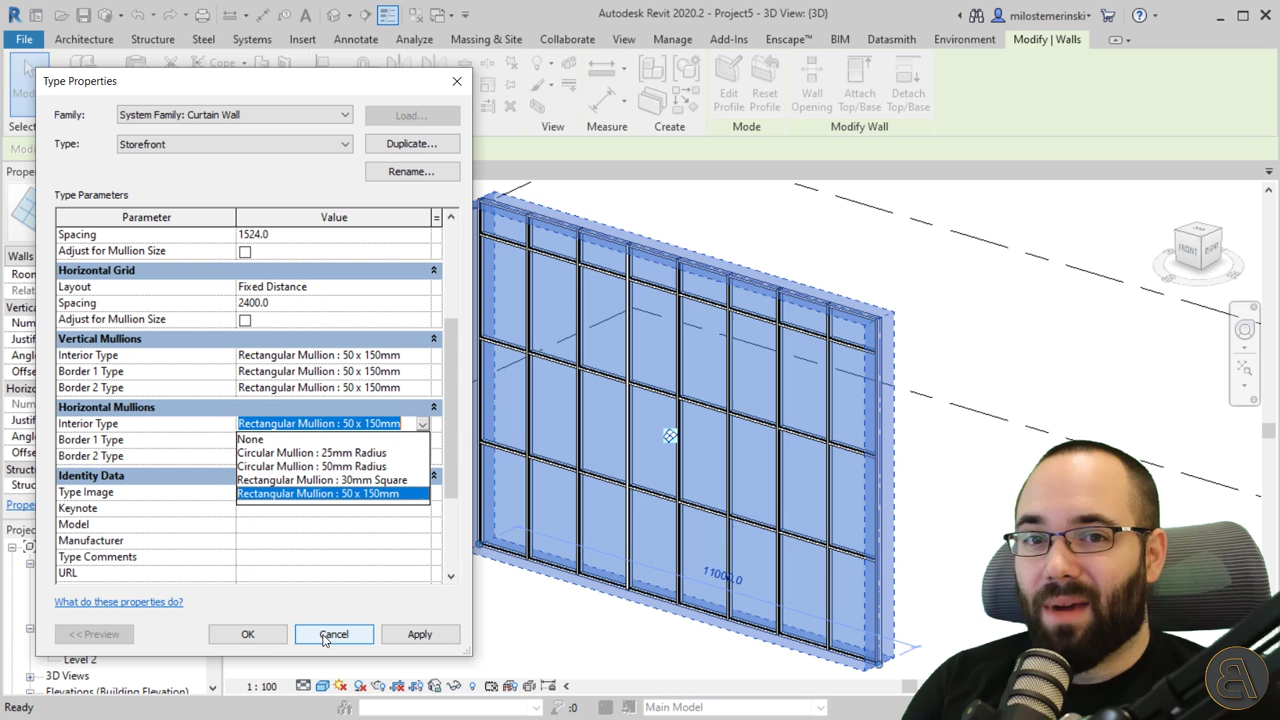 Autodesk Revit 2020.2 - Project5 - 3D View: {3D}
milostemerinski
File Architecture Structure Steel Systems Insert Annotate Analyze Massing & Site Collaborate View Manage Add-Ins Enscape™ BIM Datasmith Environment Modify | Walls
Cope
Edit Profile
Reset Profile
Wall Opening
Attach Top/Base
Detach Top/Base
Select View Measure Create Mode Modify Wall
Type Properties
Family: System Family: Curtain Wall Load...
Type: Storefront Duplicate...
Rename...
Type Parameters
Parameter Value =
Spacing 1524.0
Adjust for Mullion Size
Horizontal Grid
Layout Fixed Distance
Spacing 2400.0
Adjust for Mullion Size
Vertical Mullions
Interior Type Rectangular Mullion : 50 x 150mm
Border 1 Type Rectangular Mullion : 50 x 150mm
Border 2 Type Rectangular Mullion : 50 x 150mm
Horizontal Mullions
Interior Type Rectangular Mullion : 50 x 150mm
Border 1 Type
Border 2 Type
None
Circular Mullion : 25mm Radius
Circular Mullion : 50mm Radius
Rectangular Mullion : 30mm Square
Rectangular Mullion : 50 x 150mm
Identity Data
Type Image
Keynote
Model
Manufacturer
Type Comments
URL
What do these properties do?
<< Preview OK Cancel Apply
Walls
FRONT RIGHT
Level 2
3D Views
Elevations (Building Elevation)
1 : 100
:0
Main Model
Ready